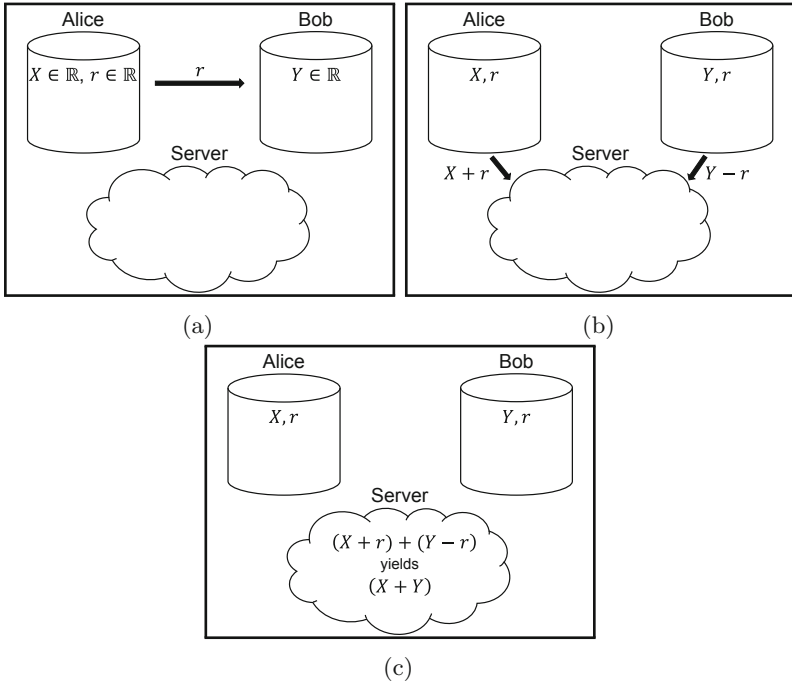 Alice
Bob
X ∈ ℝ, r ∈ ℝ
r
Y ∈ ℝ
Server
(a)
Alice
Bob
X, r
Y, r
Server
X + r
Y − r
(b)
Alice
Bob
X, r
Y, r
Server
(X + r) + (Y − r)
yields
(X + Y)
(c)